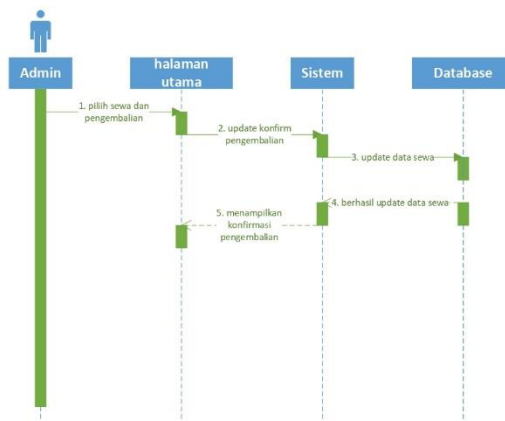 Admin
halaman
utama
Sistem
Database
1. pilih sewa dan
pengembalian
2. update konfirm
pengembalian
3. update data sewa
4. berhasil update data sewa
5. menampilkan
konfirmasi
pengembalian